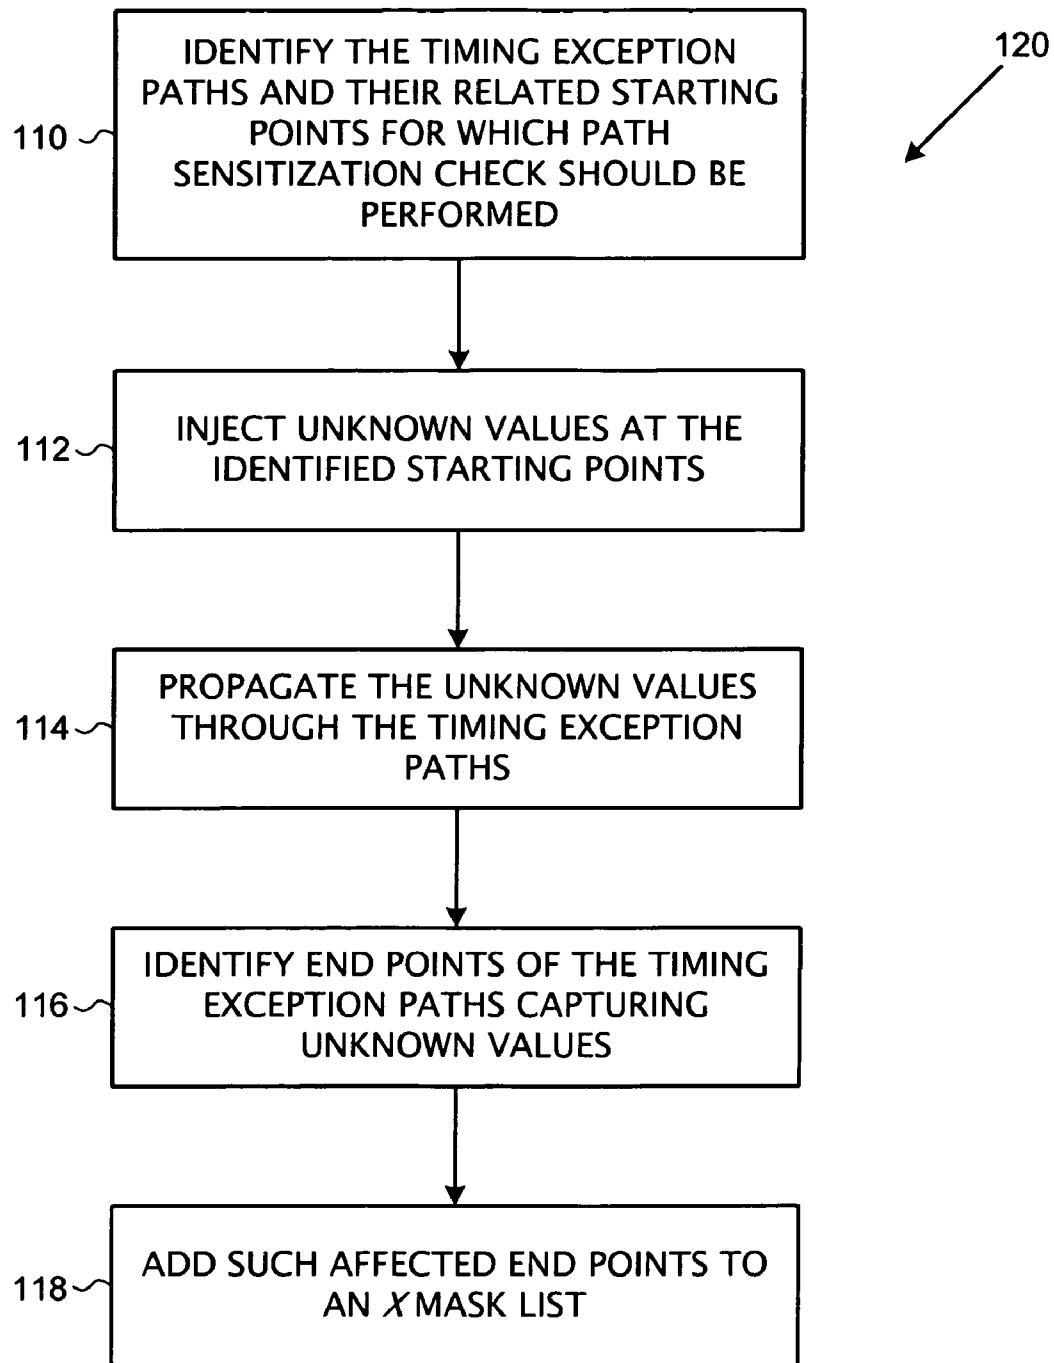 120
110
IDENTIFY THE TIMING EXCEPTION
PATHS AND THEIR RELATED STARTING
POINTS FOR WHICH PATH
SENSITIZATION CHECK SHOULD BE
PERFORMED
112
INJECT UNKNOWN VALUES AT THE
IDENTIFIED STARTING POINTS
114
PROPAGATE THE UNKNOWN VALUES
THROUGH THE TIMING EXCEPTION
PATHS
116
IDENTIFY END POINTS OF THE TIMING
EXCEPTION PATHS CAPTURING
UNKNOWN VALUES
118
ADD SUCH AFFECTED END POINTS TO
AN X MASK LIST